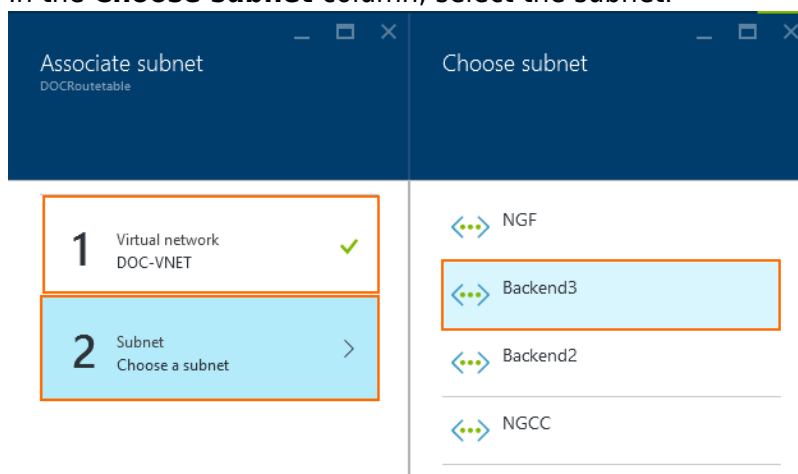 in the Choose subnet column, select the subnet.
Associate subnet
DOCRoutetable
1
Virtual network
DOC-VNET
2
Subnet
Choose a subnet
Choose subnet
NGF
Backend3
Backend2
NGCC